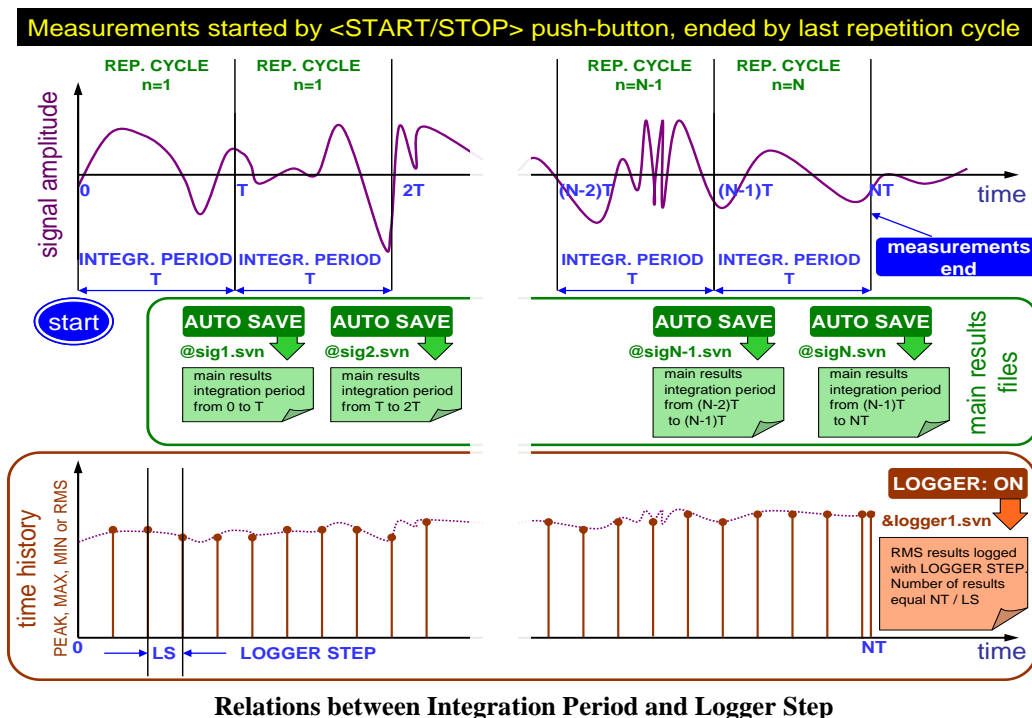 Measurements started by <START/STOP> push-button, ended by last repetition cycle
REP. CYCLE
n=1
REP. CYCLE
n=1
REP. CYCLE
n=N-1
REP. CYCLE
n=N
signal amplitude
0
T
2T
(N-2)T
(N-1)T
NT
time
INTEGR. PERIOD
T
INTEGR. PERIOD
T
INTEGR. PERIOD
T
INTEGR. PERIOD
T
measurements
end
start
AUTO SAVE
@sig1.svn
main results
integration period
from 0 to T
AUTO SAVE
@sig2.svn
main results
integration period
from T to 2T
AUTO SAVE
@sigN-1.svn
main results
integration period
from (N-2)T
to (N-1)T
AUTO SAVE
@sigN.svn
main results
integration period
from (N-1)T
to NT
main results
files
time history
PEAK, MAX, MIN or RMS
LOGGER: ON
&logger1.svn
RMS results logged
with LOGGER STEP.
Number of results
equal NT / LS
0
LS
LOGGER STEP
NT
time
Relations between Integration Period and Logger Step